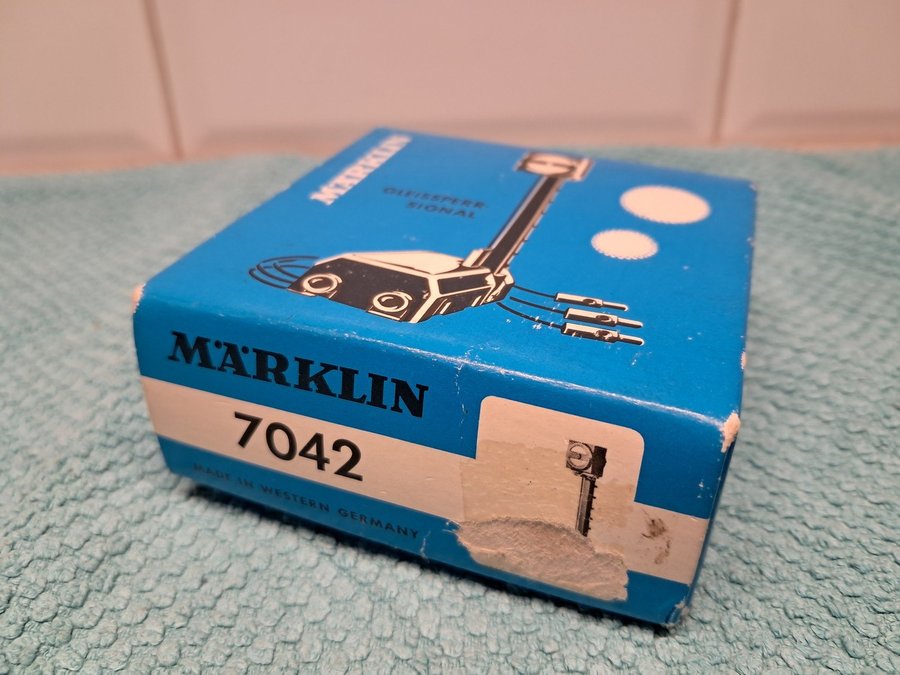 MÄRKLIN
GLEISSPERR
SIGNAL
MÄRKLIN
7042
MADE IN WESTERN GERMANY